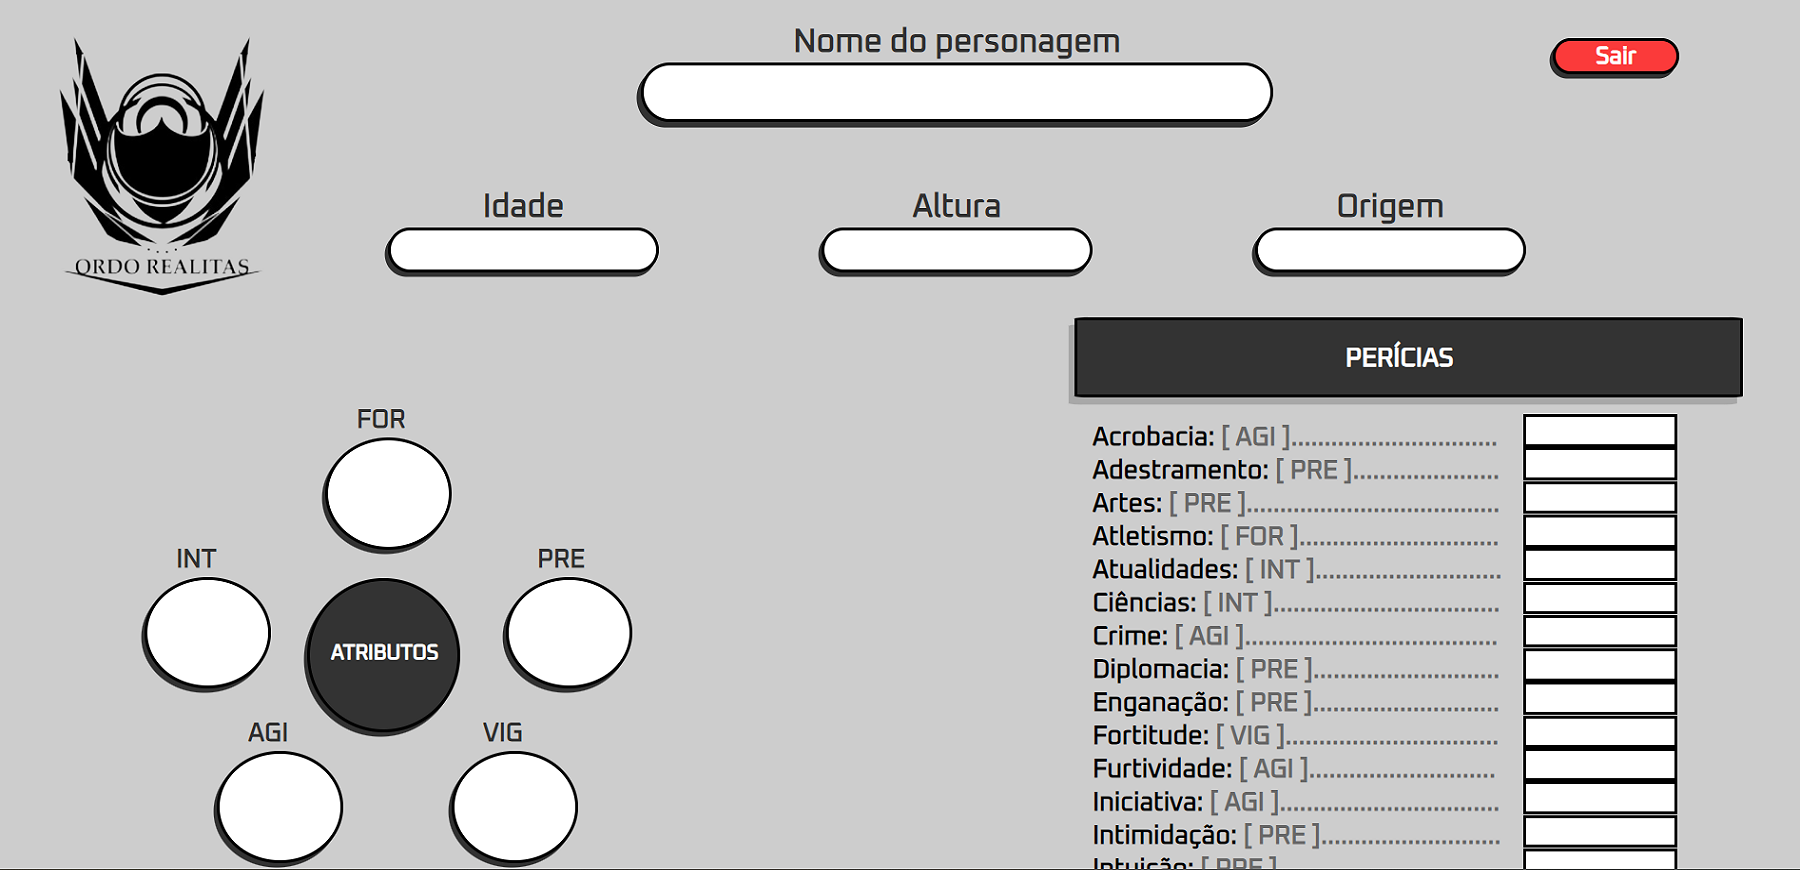 Nome do personagem
Sair
ORDO REALITAS
Idade
Altura
Origem
PERÍCIAS
FOR
INT
PRE
ATRIBUTOS
AGI
VIG
Acrobacia: [ AGI ]...............................
Adestramento: [ PRE ]......................
Artes: [ PRE ]......................................
Atletismo: [ FOR ]..............................
Atualidades: [ INT ]............................
Ciências: [ INT ]..................................
Crime: [ AGI ]......................................
Diplomacia: [ PRE ]............................
Enganação: [ PRE ]............................
Fortitude: [ VIG ]................................
Furtividade: [ AGI ]............................
Iniciativa: [ AGI ].................................
Intimidação: [ PRE ]...........................
Intuição: [ PRE ]